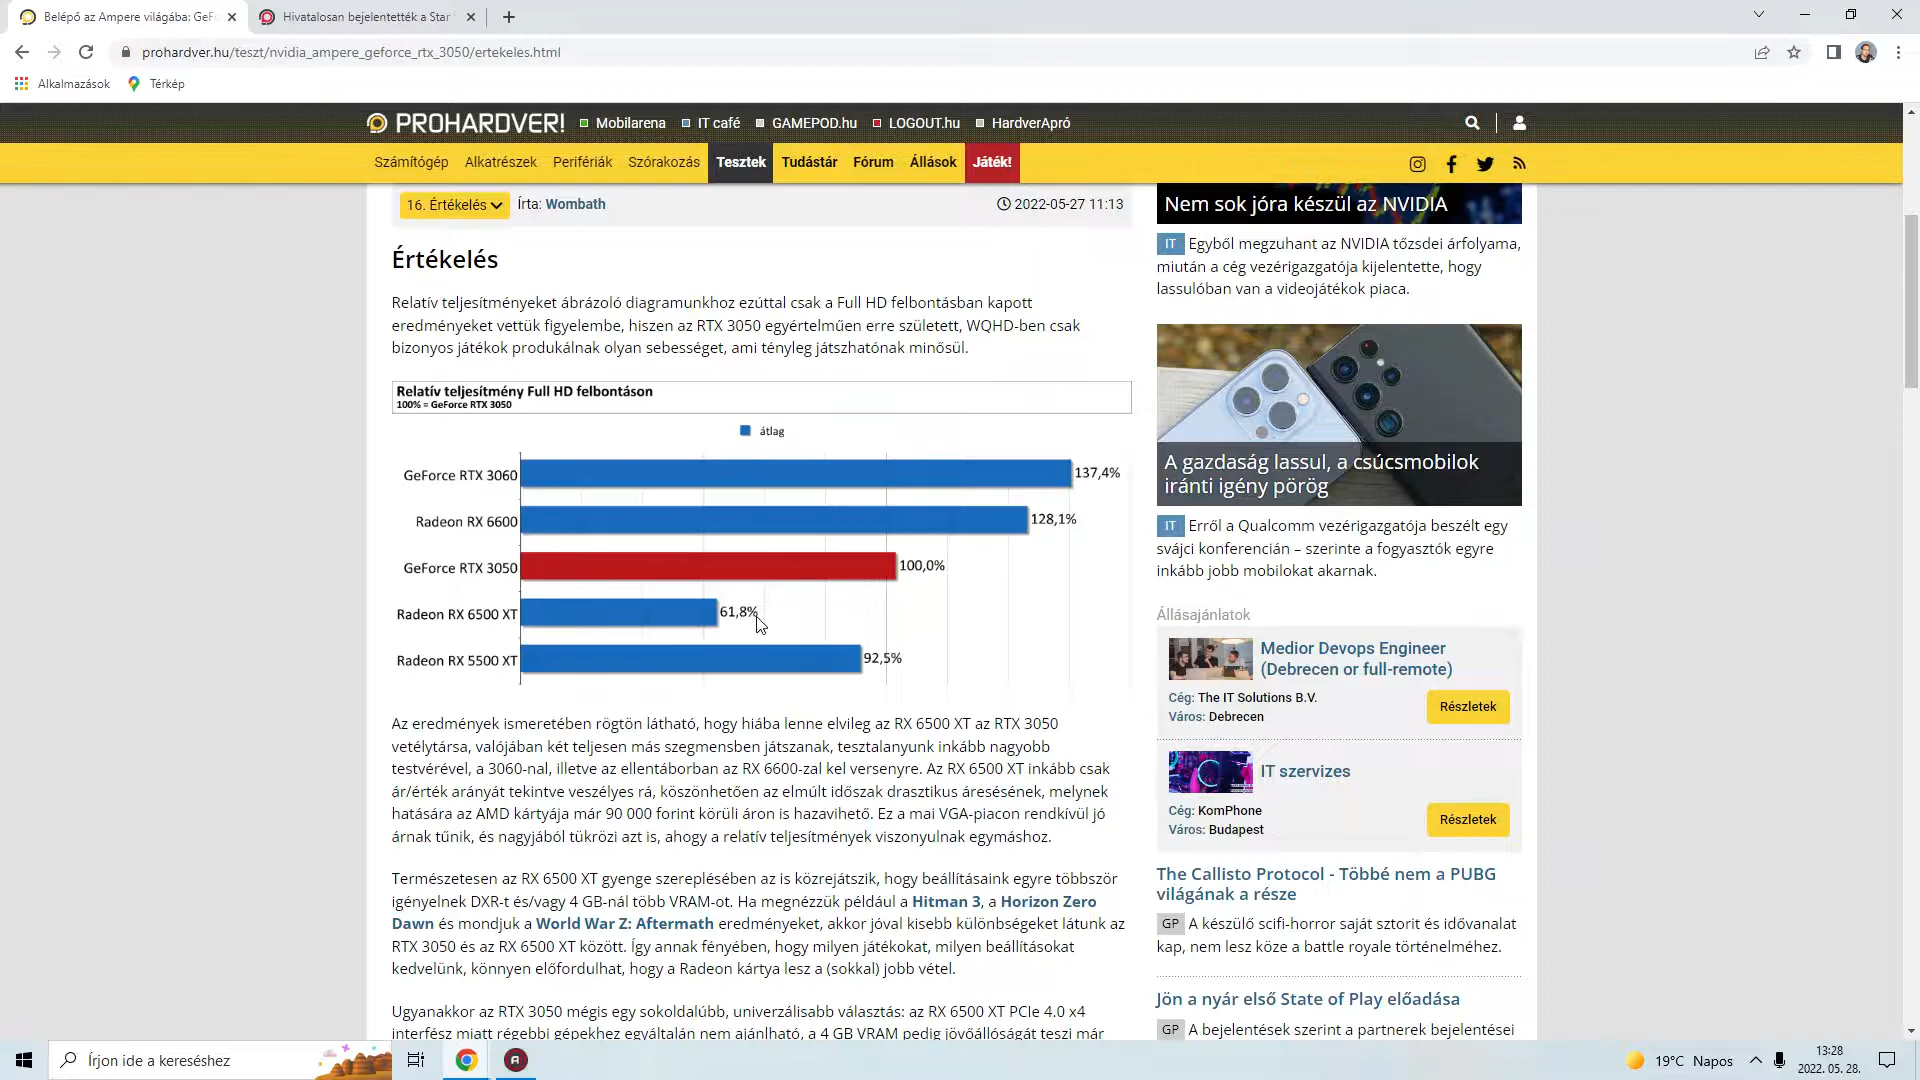 Belépő az Ampere világába: GeF
Hivatalosan bejelentették a Star
prohardver.hu/teszt/nvidia_ampere_geforce_rtx_3050/ertekeles.html
Alkalmazások
Térkép
PROHARDVER!
Mobilarena
IT café
GAMEPOD.hu
LOGOUT.hu
HardverApró
Számítógép
Alkatrészek
Perifériák
Szórakozás
Tesztek
Tudástár
Fórum
Állások
Játék!
16. Értékelés
Írta: Wombath
2022-05-27 11:13
Értékelés
Relatív teljesítményeket ábrázoló diagramunkhoz ezúttal csak a Full HD felbontásban kapott
eredményeket vettük figyelembe, hiszen az RTX 3050 egyértelműen erre született, WQHD-ben csak
bizonyos játékok produkálnak olyan sebességet, ami tényleg játszhatónak minősül.
Relatív teljesítmény Full HD felbontáson
100% = GeForce RTX 3050
átlag
GeForce RTX 3060
137,4%
Radeon RX 6600
128,1%
GeForce RTX 3050
100,0%
Radeon RX 6500 XT
61,8%
Radeon RX 5500 XT
92,5%
Az eredmények ismeretében rögtön látható, hogy hiába lenne elvileg az RX 6500 XT az RTX 3050
vetélytársa, valójában két teljesen más szegmensben játszanak, tesztalanyunk inkább nagyobb
testvérével, a 3060-nal, illetve az ellentáborban az RX 6600-zal kel versenyre. Az RX 6500 XT inkább csak
ár/érték arányát tekintve veszélyes rá, köszönhetően az elmúlt időszak drasztikus áresésének, melynek
hatására az AMD kártyája már 90 000 forint körüli áron is hazavihető. Ez a mai VGA-piacon rendkívül jó
árnak tűnik, és nagyjából tükrözi azt is, ahogy a relatív teljesítmények viszonyulnak egymáshoz.
Természetesen az RX 6500 XT gyenge szereplésében az is közrejátszik, hogy beállításaink egyre többször
igényelnek DXR-t és/vagy 4 GB-nál több VRAM-ot. Ha megnézzük például a Hitman 3, a Horizon Zero
Dawn és mondjuk a World War Z: Aftermath eredményeket, akkor jóval kisebb különbségeket látunk az
RTX 3050 és az RX 6500 XT között. Így annak fényében, hogy milyen játékokat, milyen beállításokat
kedvelünk, könnyen előfordulhat, hogy a Radeon kártya lesz a (sokkal) jobb vétel.
Ugyanakkor az RTX 3050 mégis egy sokoldalúbb, univerzálisabb választás: az RX 6500 XT PCIe 4.0 x4
interfész miatt régebbi gépekhez egyáltalán nem ajánlható, a 4 GB VRAM pedig jövőállóságát teszi már
Nem sok jóra készül az NVIDIA
IT Egyből megzuhant az NVIDIA tőzsdei árfolyama,
miután a cég vezérigazgatója kijelentette, hogy
lassulóban van a videojátékok piaca.
A gazdaság lassul, a csúcsmobilok
iránti igény pörög
IT Erről a Qualcomm vezérigazgatója beszélt egy
svájci konferencián – szerinte a fogyasztók egyre
inkább jobb mobilokat akarnak.
Állásajánlatok
Medior Devops Engineer
(Debrecen or full-remote)
Cég: The IT Solutions B.V.
Város: Debrecen
Részletek
IT szervizes
Cég: KomPhone
Város: Budapest
Részletek
The Callisto Protocol - Többé nem a PUBG
világának a része
GP A készülő scifi-horror saját sztorit és idővanalat
kap, nem lesz köze a battle royale történelméhez.
Jön a nyár első State of Play előadása
GP A bejelentések szerint a partnerek bejelentései
Írjon ide a kereséshez
19°C Napos
13:28
2022. 05. 28.